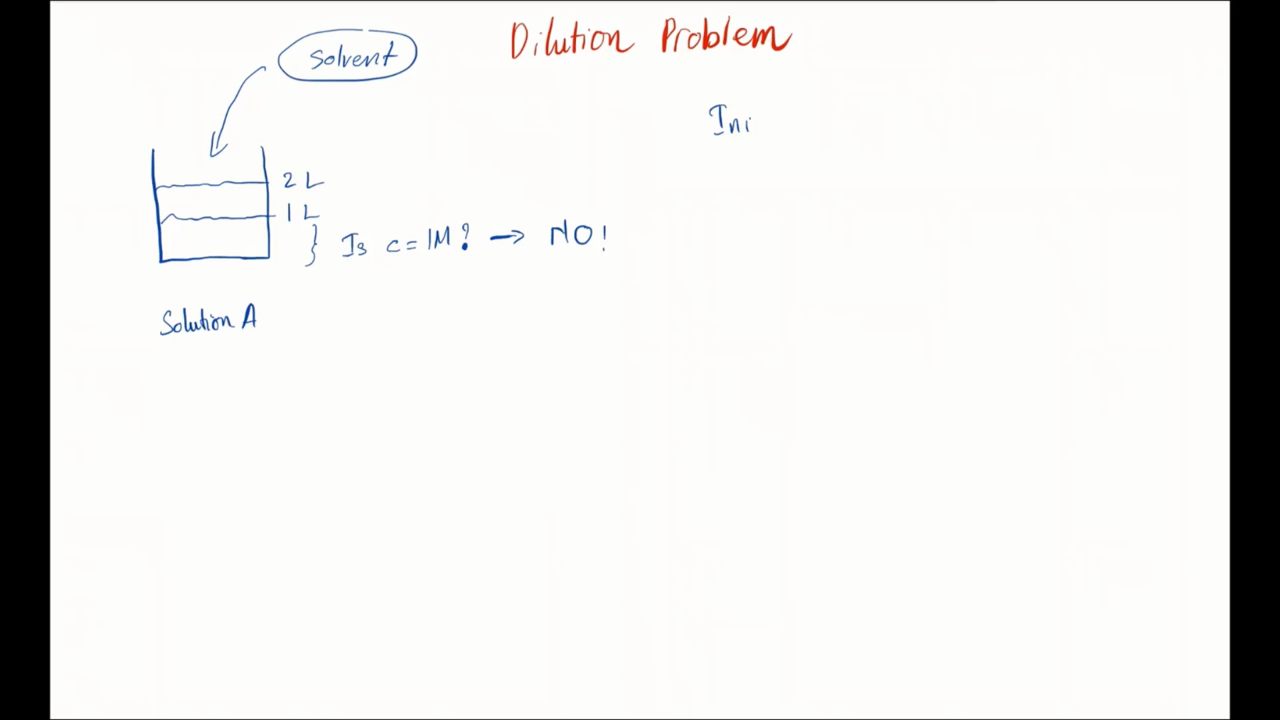 Dilution Problem
Solvent
Ini
2 L
1 L
Is c = 1M? → NO!
Solution A